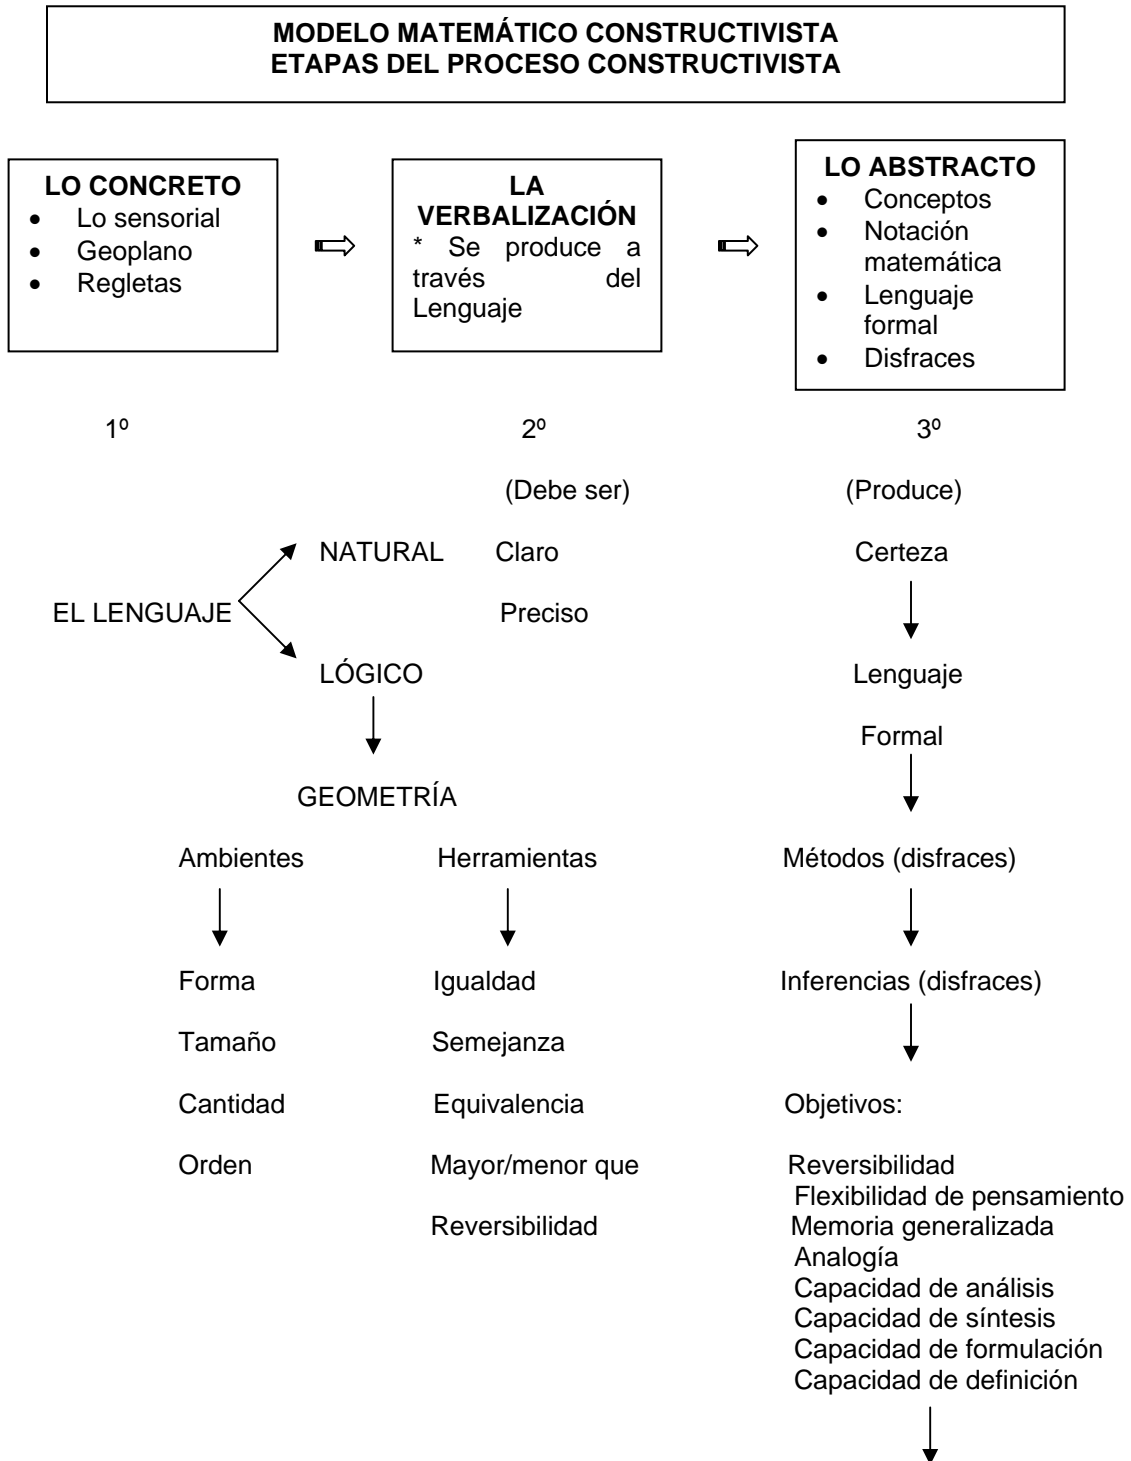 MODELO MATEMÁTICO CONSTRUCTIVISTA
ETAPAS DEL PROCESO CONSTRUCTIVISTA
LO CONCRETO
• Lo sensorial
• Geoplano
• Regletas
LA
VERBALIZACIÓN
* Se produce a
través del
Lenguaje
LO ABSTRACTO
• Conceptos
• Notación
matemática
• Lenguaje
formal
• Disfraces
1º 2º 3º
(Debe ser) (Produce)
NATURAL Claro Certeza
EL LENGUAJE Preciso
LÓGICO Lenguaje
Formal
GEOMETRÍA
Ambientes Herramientas Métodos (disfraces)
Forma Igualdad Inferencias (disfraces)
Tamaño Semejanza
Cantidad Equivalencia Objetivos:
Orden Mayor/menor que Reversibilidad
Flexibilidad de pensamiento
Reversibilidad Memoria generalizada
Analogía
Capacidad de análisis
Capacidad de síntesis
Capacidad de formulación
Capacidad de definición